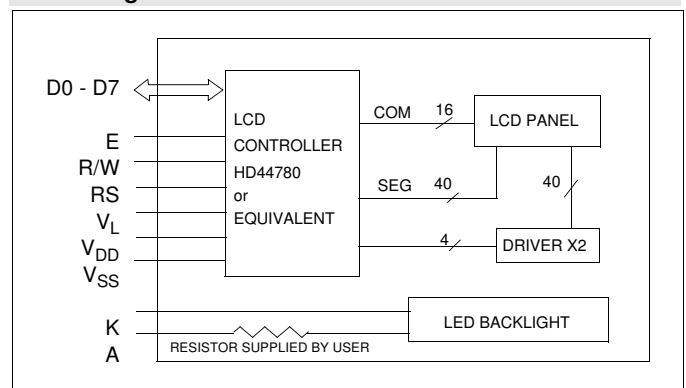 D0 - D7
E
R/W
RS
VL
VDD
VSS
K
A
LCD
CONTROLLER
HD44780
or
EQUIVALENT
COM 16
SEG 40
4
LCD PANEL
40
DRIVER X2
LED BACKLIGHT
RESISTOR SUPPLIED BY USER